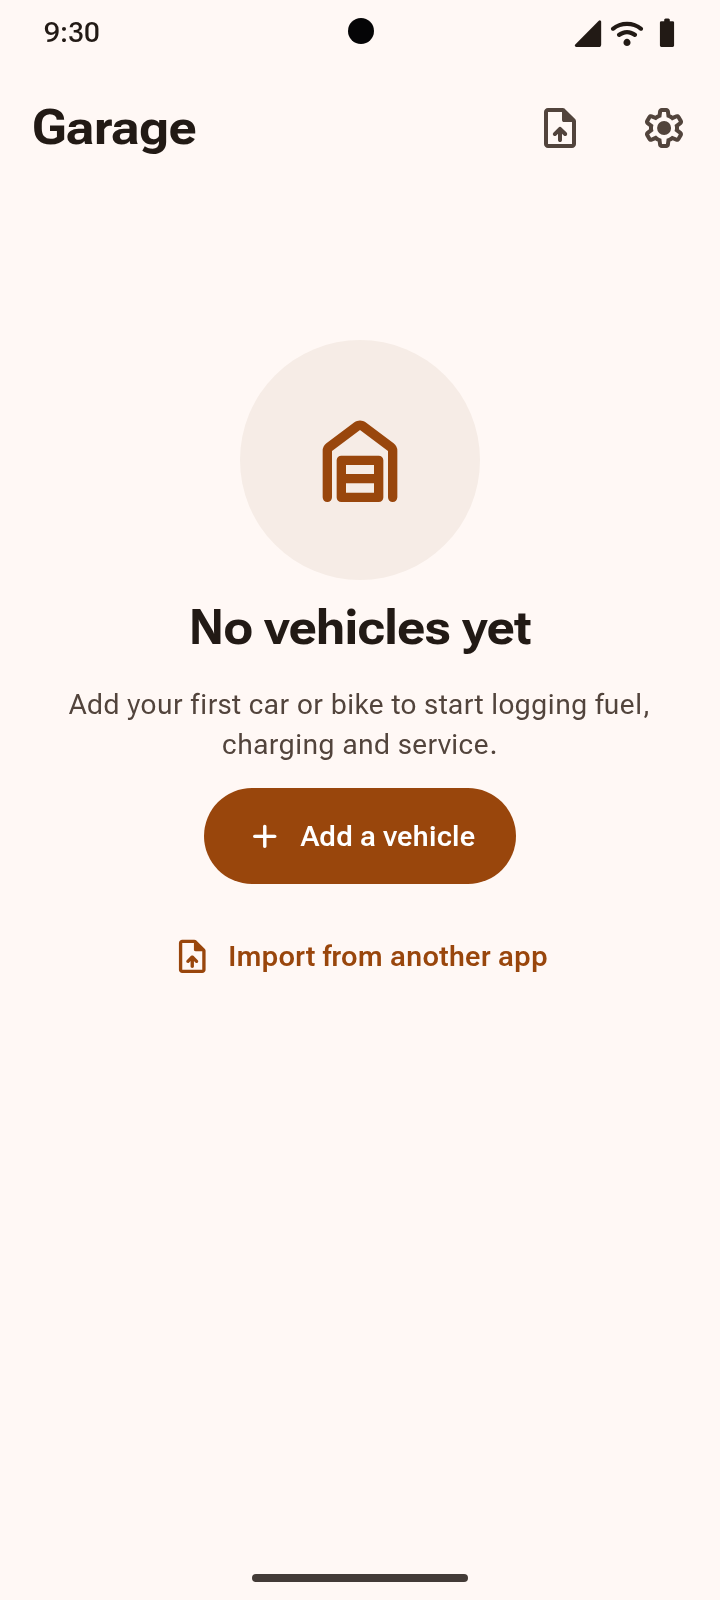 9:30
Garage
No vehicles yet
Add your first car or bike to start logging fuel,
charging and service.
Add a vehicle
Import from another app